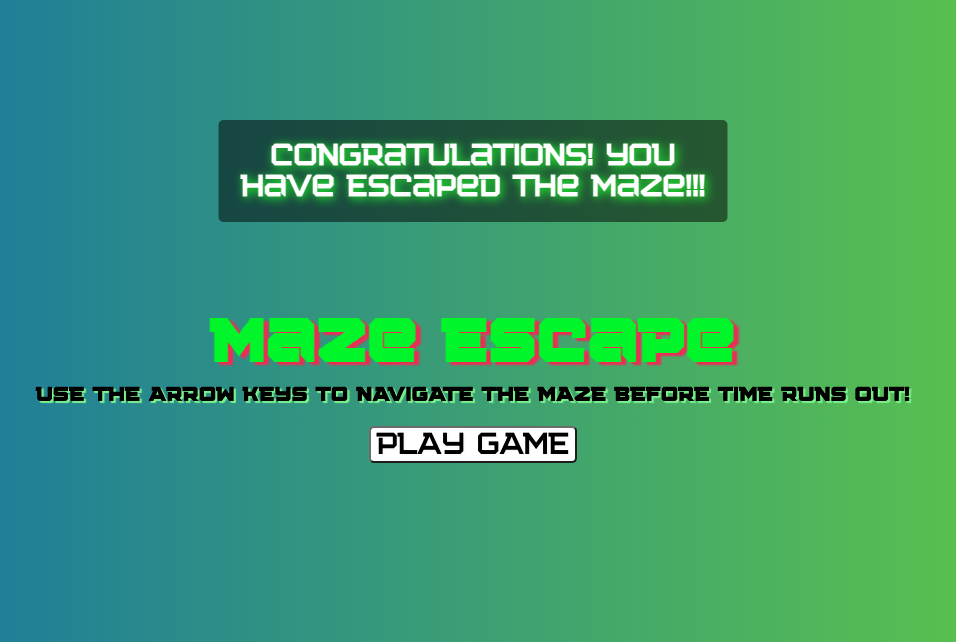 CONGRATULATIONS! YOU
HAVE ESCAPED THE MAZE!!!
Maze Escape
USE THE ARROW KEYS TO NAVIGATE THE MAZE BEFORE TIME RUNS OUT!
PLAY GAME